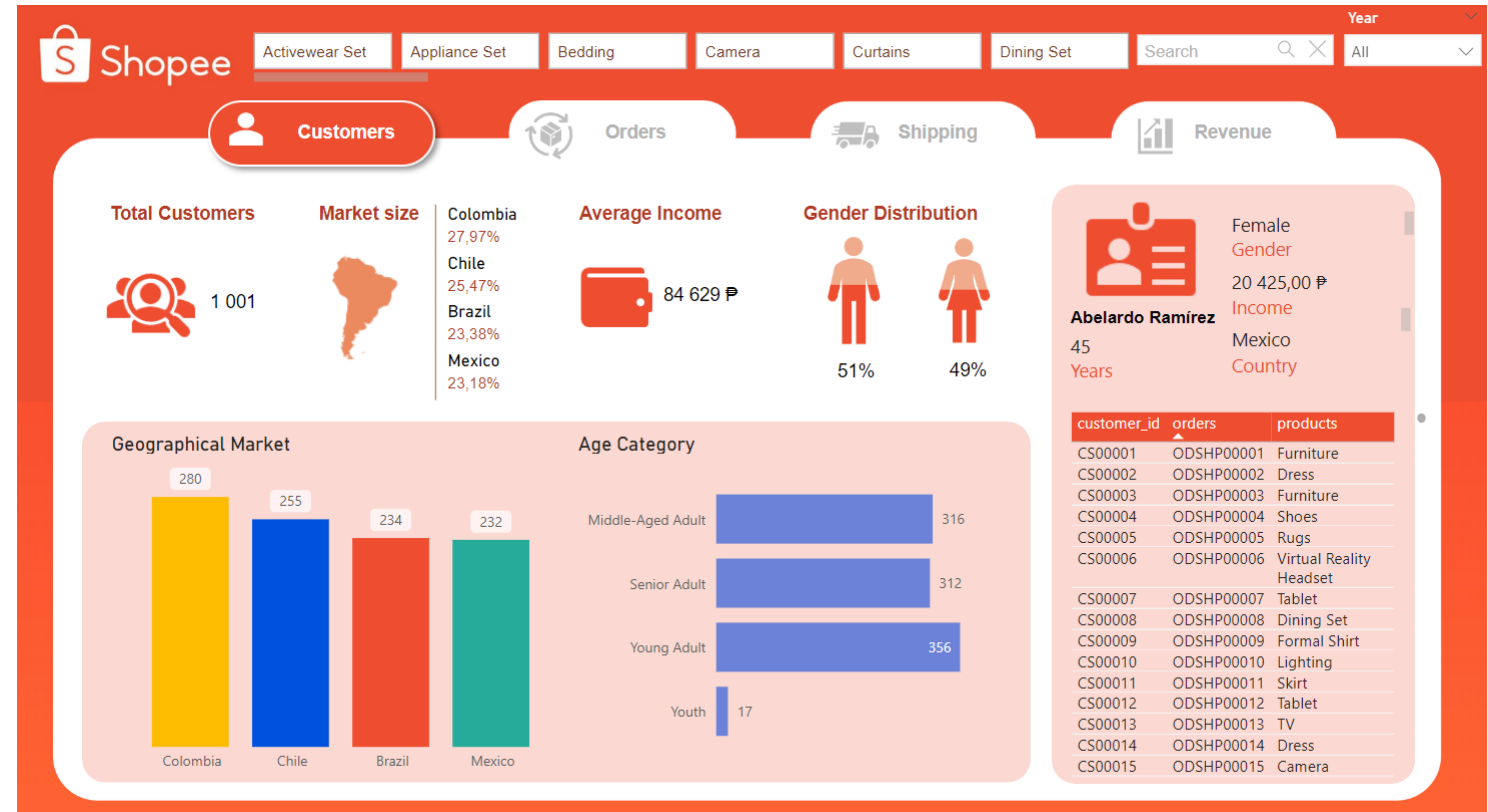 Year
S Shopee
Activewear Set
Appliance Set
Bedding
Camera
Curtains
Dining Set
Search
All
Customers
Orders
Shipping
Revenue
Total Customers
1 001
Market size
Colombia
27,97%
Chile
25,47%
Brazil
23,38%
Mexico
23,18%
Average Income
84 629 ₱
Gender Distribution
51%
49%
Abelardo Ramírez
45
Years
Female
Gender
20 425,00 ₱
Income
Mexico
Country
Geographical Market
280
255
234
232
Colombia
Chile
Brazil
Mexico
Age Category
Middle-Aged Adult 316
Senior Adult 312
Young Adult 356
Youth 17
customer_id orders products
CS00001 ODSHP00001 Furniture
CS00002 ODSHP00002 Dress
CS00003 ODSHP00003 Furniture
CS00004 ODSHP00004 Shoes
CS00005 ODSHP00005 Rugs
CS00006 ODSHP00006 Virtual Reality
Headset
CS00007 ODSHP00007 Tablet
CS00008 ODSHP00008 Dining Set
CS00009 ODSHP00009 Formal Shirt
CS00010 ODSHP00010 Lighting
CS00011 ODSHP00011 Skirt
CS00012 ODSHP00012 Tablet
CS00013 ODSHP00013 TV
CS00014 ODSHP00014 Dress
CS00015 ODSHP00015 Camera